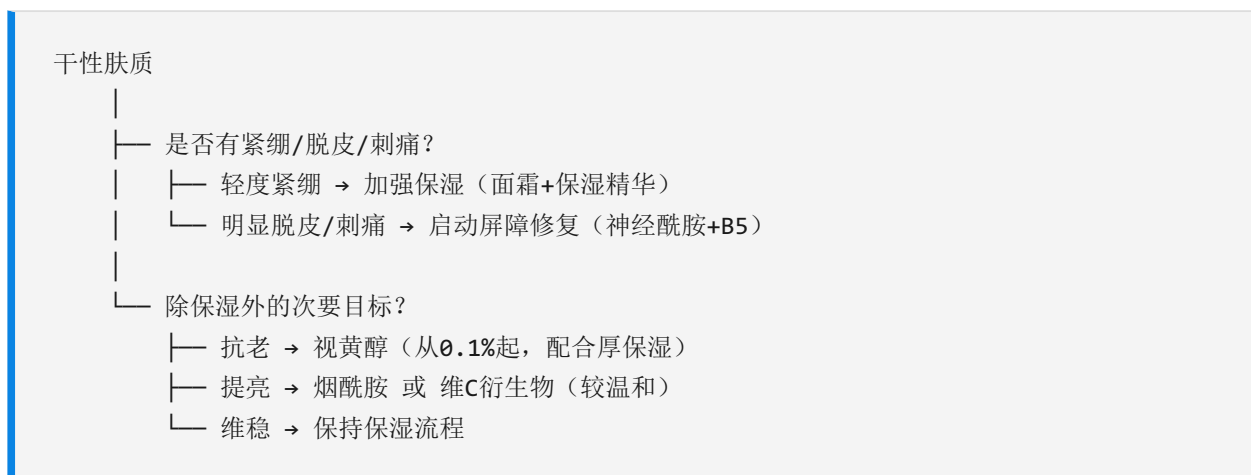 干性肤质
│
├── 是否有紧绷/脱皮/刺痛？
│   ├── 轻度紧绷 → 加强保湿（面霜+保湿精华）
│   └── 明显脱皮/刺痛 → 启动屏障修复（神经酰胺+B5）
│
└── 除保湿外的次要目标？
    ├── 抗老 → 视黄醇（从0.1%起，配合厚保湿）
    ├── 提亮 → 烟酰胺 或 维C衍生物（较温和）
    └── 维稳 → 保持保湿流程